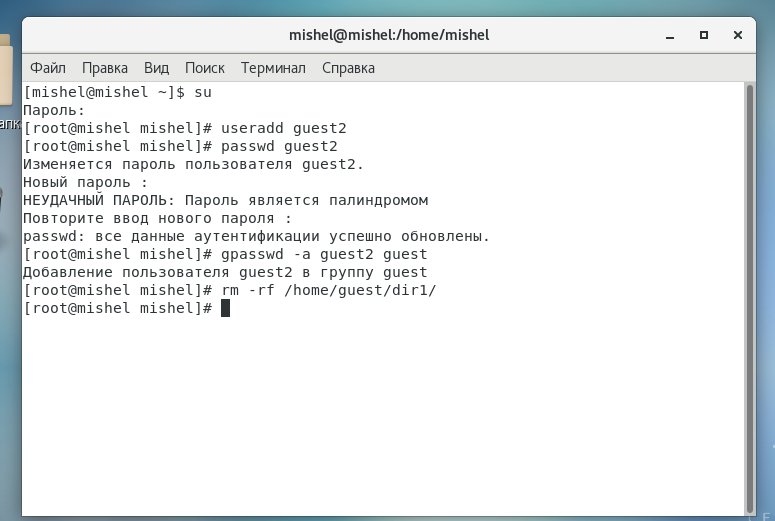 mishel@mishel:/home/mishel
Файл Правка Вид Поиск Терминал Справка
[mishel@mishel ~]$ su
Пароль:
[root@mishel mishel]# useradd guest2
[root@mishel mishel]# passwd guest2
Изменяется пароль пользователя guest2.
Новый пароль :
НЕУДАЧНЫЙ ПАРОЛЬ: Пароль является палиндромом
Повторите ввод нового пароля :
passwd: все данные аутентификации успешно обновлены.
[root@mishel mishel]# gpasswd -a guest2 guest
Добавление пользователя guest2 в группу guest
[root@mishel mishel]# rm -rf /home/guest/dir1/
[root@mishel mishel]#